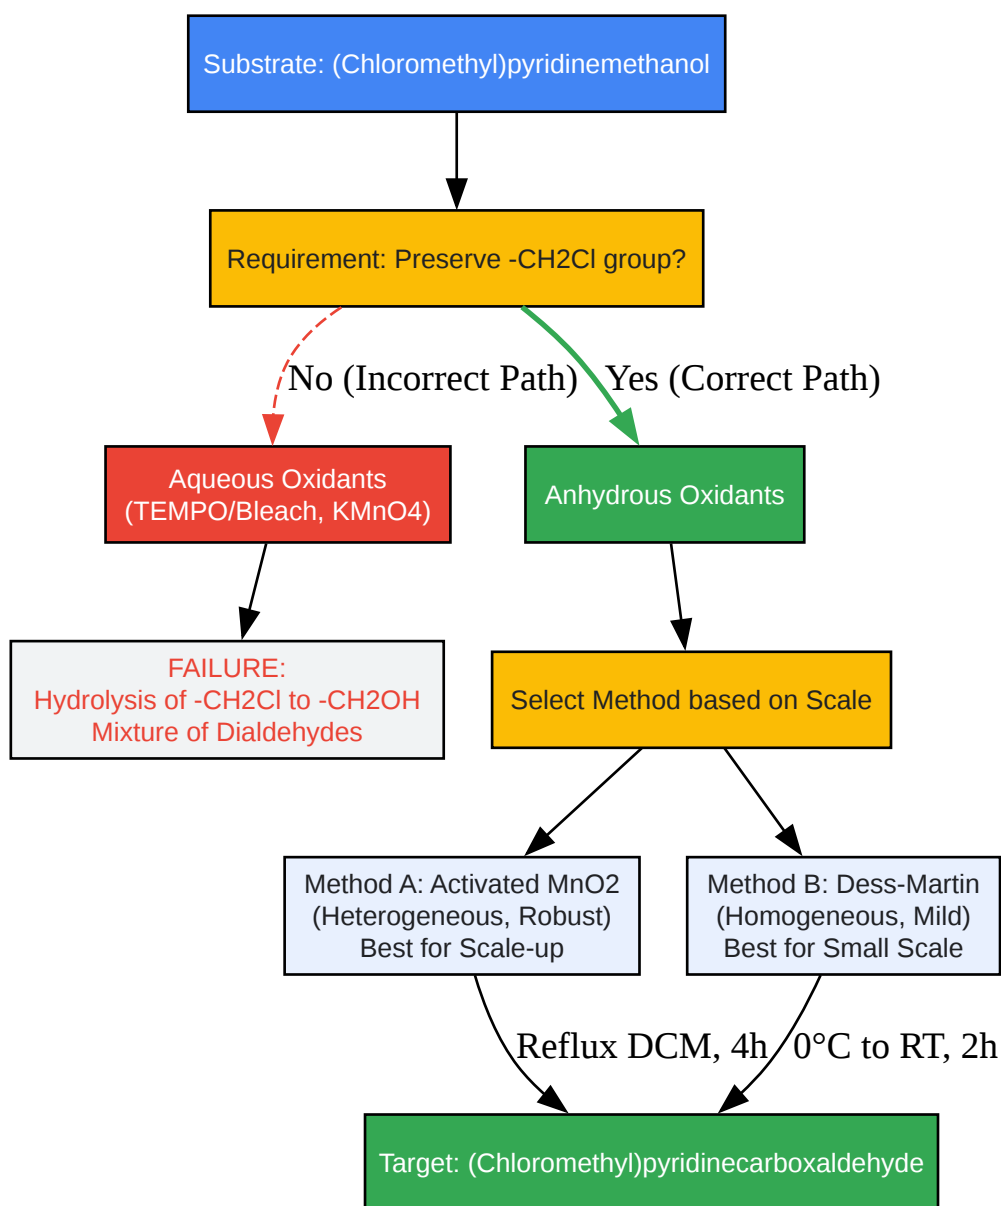 Substrate: (Chloromethyl)pyridinemethanol
Requirement: Preserve -CH2Cl group?
No (Incorrect Path)
Yes (Correct Path)
Aqueous Oxidants
(TEMPO/Bleach, KMnO4)
Anhydrous Oxidants
FAILURE:
Hydrolysis of -CH2Cl to -CH2OH
Mixture of Dialdehydes
Select Method based on Scale
Method A: Activated MnO2
(Heterogeneous, Robust)
Best for Scale-up
Method B: Dess-Martin
(Homogeneous, Mild)
Best for Small Scale
Reflux DCM, 4h
0°C to RT, 2h
Target: (Chloromethyl)pyridinecarboxaldehyde